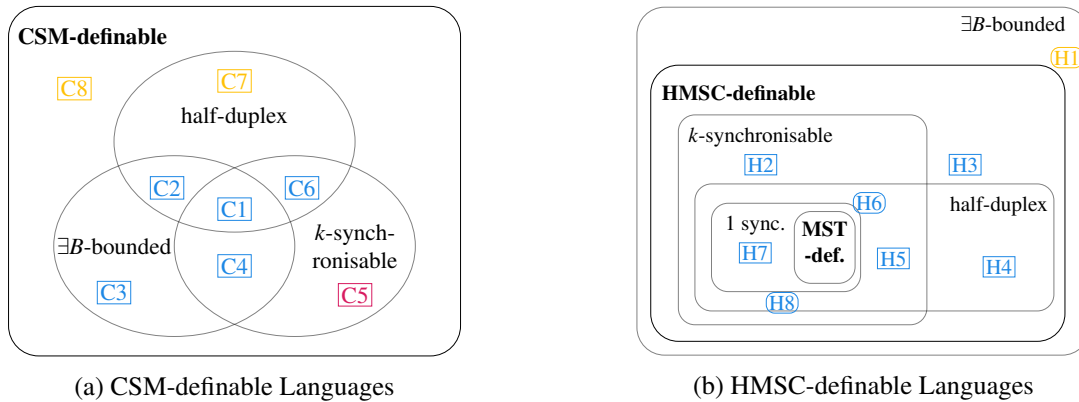 CSM-definable
C8
C7
half-duplex
C2
C6
C1
∃B-bounded
k-synch-
ronisable
C4
C3
C5
(a) CSM-definable Languages
∃B-bounded
H1
HMSC-definable
k-synchronisable
H2
H3
H6
half-duplex
1 sync.
MST
-def.
H7
H5
H4
H8
(b) HMSC-definable Languages